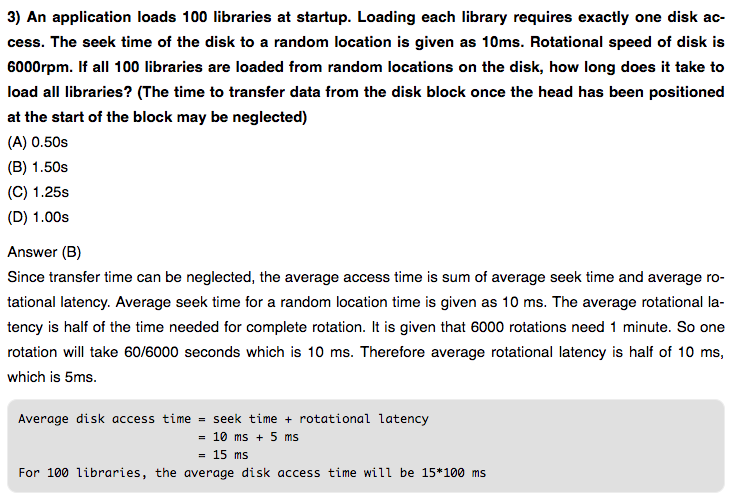 3) An application loads 100 libraries at startup. Loading each library requires exactly one disk ac-
cess. The seek time of the disk to a random location is given as 10ms. Rotational speed of disk is
6000rpm. If all 100 libraries are loaded from random locations on the disk, how long does it take to
load all libraries? (The time to transfer data from the disk block once the head has been positioned
at the start of the block may be neglected)
(A) 0.50s
(B) 1.50s
(C) 1.25s
(D) 1.00s
Answer (B)
Since transfer time can be neglected, the average access time is sum of average seek time and average ro-
tational latency. Average seek time for a random location time is given as 10 ms. The average rotational la-
tency is half of the time needed for complete rotation. It is given that 6000 rotations need 1 minute. So one
rotation will take 60/6000 seconds which is 10 ms. Therefore average rotational latency is half of 10 ms,
which is 5ms.
Average disk access time = seek time + rotational latency
= 10 ms + 5 ms
= 15 ms
For 100 libraries, the average disk access time will be 15*100 ms